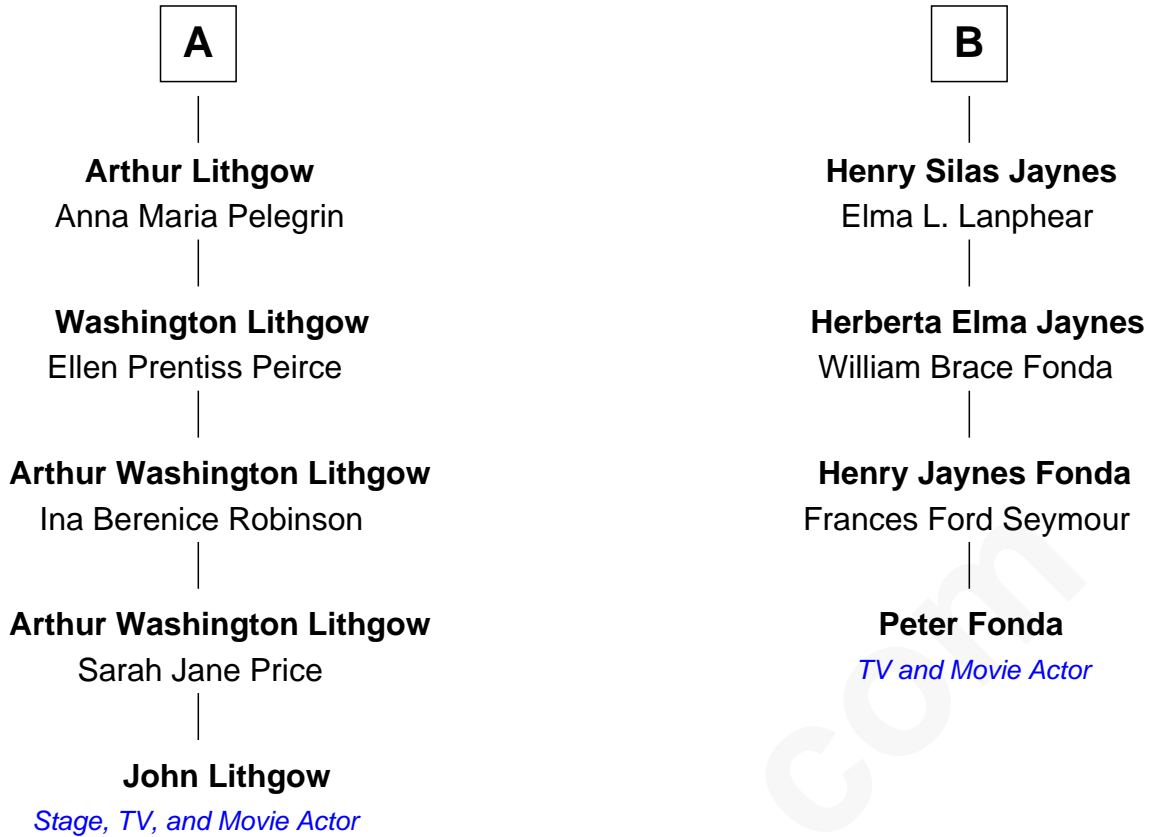 A
Arthur Lithgow
Anna Maria Pelegrin
Washington Lithgow
Ellen Prentiss Peirce
Arthur Washington Lithgow
Ina Berenice Robinson
Arthur Washington Lithgow
Sarah Jane Price
John Lithgow
Stage, TV, and Movie Actor
B
Henry Silas Jaynes
Elma L. Lanphear
Herberta Elma Jaynes
William Brace Fonda
Henry Jaynes Fonda
Frances Ford Seymour
Peter Fonda
TV and Movie Actor
com